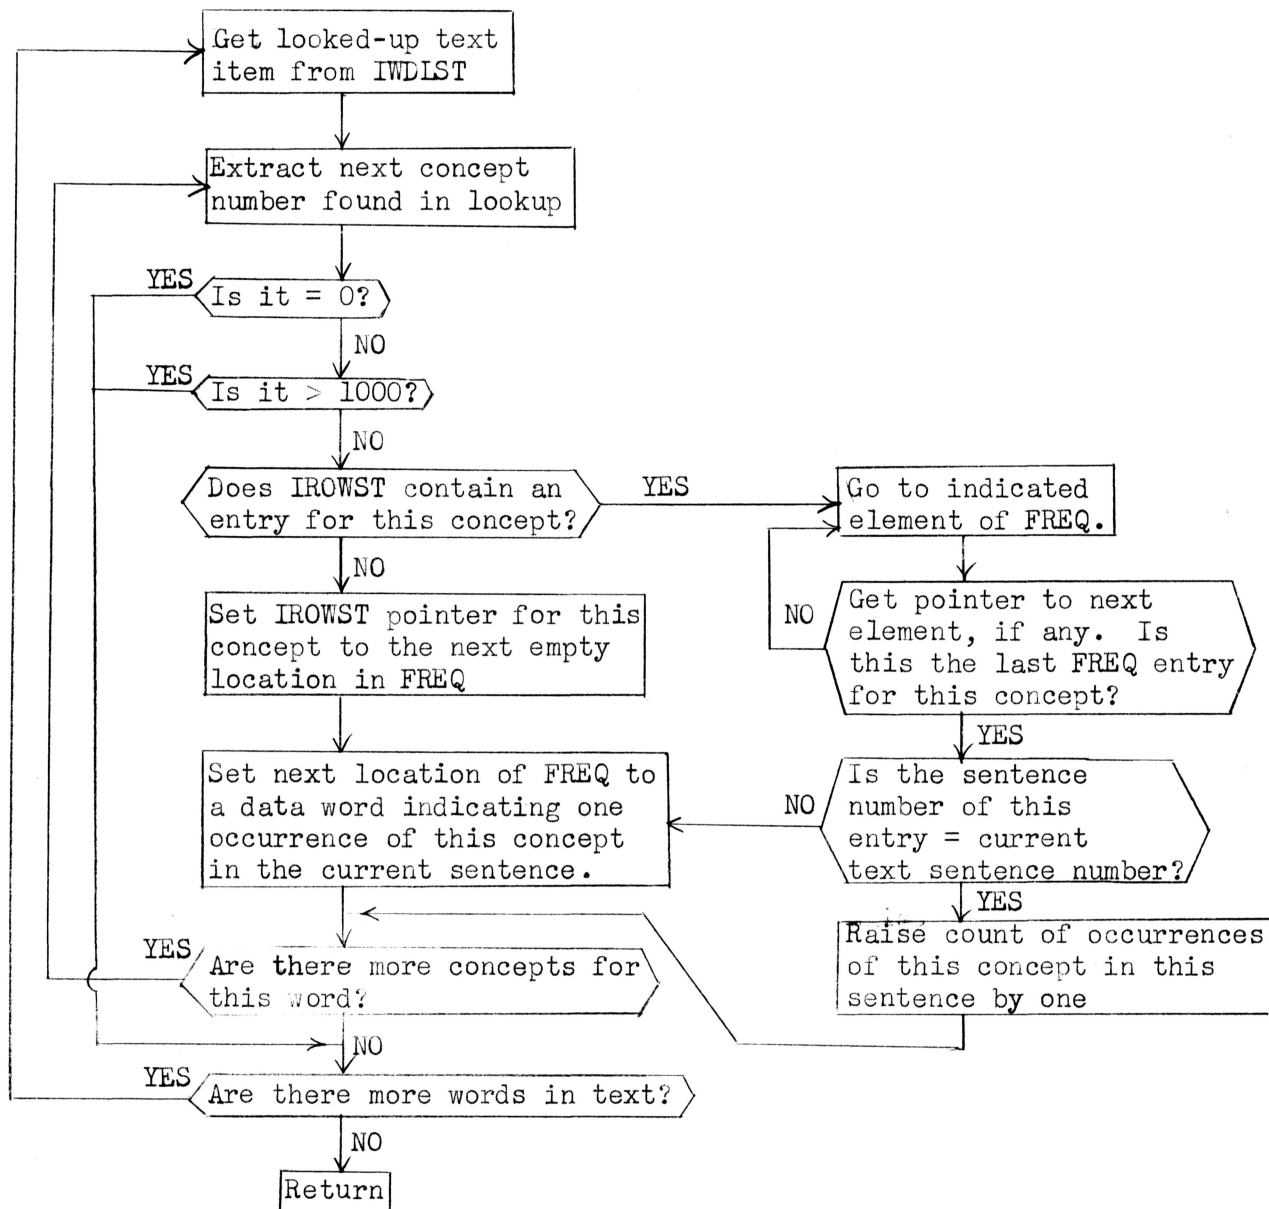 Get looked-up text
item from IWDLST
Extract next concept
number found in lookup
YES
Is it = 0?
NO
YES
Is it > 1000?
NO
Does IROWST contain an
entry for this concept?
YES
Go to indicated
element of FREQ.
NO
Set IROWST pointer for this
concept to the next empty
location in FREQ
NO
Get pointer to next
element, if any. Is
this the last FREQ entry
for this concept?
YES
Set next location of FREQ to
a data word indicating one
occurrence of this concept
in the current sentence.
NO
Is the sentence
number of this
entry = current
text sentence number?
YES
Raise count of occurrences
of this concept in this
sentence by one
YES
Are there more concepts for
this word?
NO
YES
Are there more words in text?
NO
Return